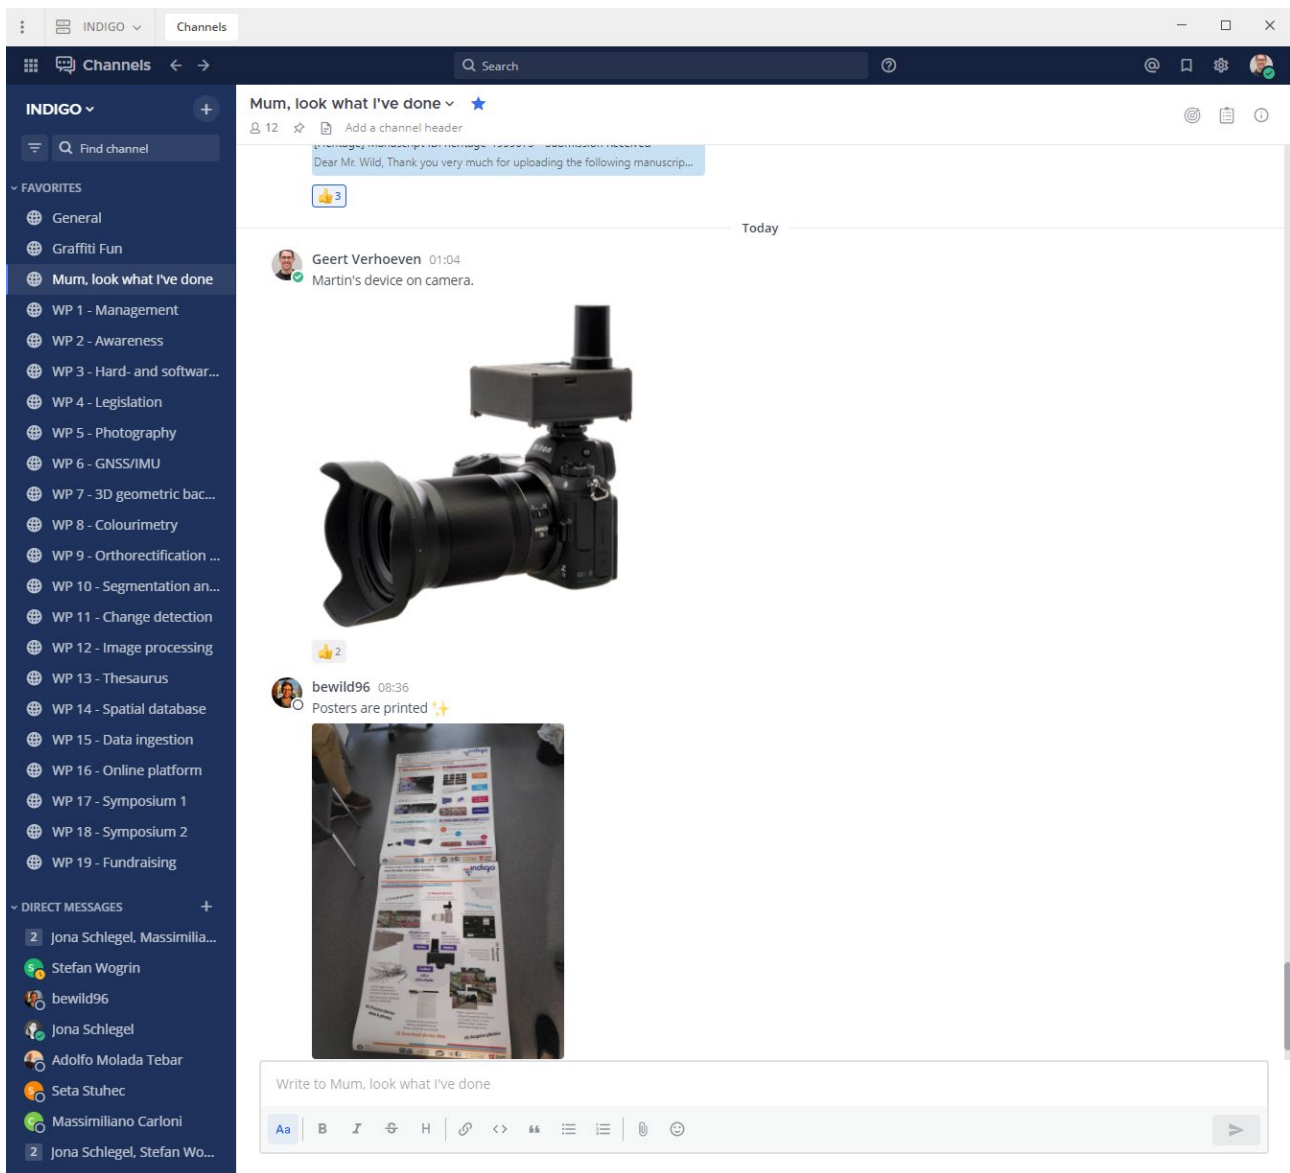 INDIGO
Channels
Channels
Search
INDIGO
Find channel
FAVORITES
General
Graffiti Fun
Mum, look what I've done
WP 1 - Management
WP 2 - Awareness
WP 3 - Hard- and softwar...
WP 4 - Legislation
WP 5 - Photography
WP 6 - GNSS/IMU
WP 7 - 3D geometric bac...
WP 8 - Colourimetry
WP 9 - Orthorectification ...
WP 10 - Segmentation an...
WP 11 - Change detection
WP 12 - Image processing
WP 13 - Thesaurus
WP 14 - Spatial database
WP 15 - Data ingestion
WP 16 - Online platform
WP 17 - Symposium 1
WP 18 - Symposium 2
WP 19 - Fundraising
DIRECT MESSAGES
2 Jona Schlegel, Massimilia...
Stefan Wogrin
bewild96
Jona Schlegel
Adolfo Molada Tebar
Seta Stuhec
Massimiliano Carloni
2 Jona Schlegel, Stefan Wo...
Mum, look what I've done
12 Add a channel header
Dear Mr. Wild, Thank you very much for uploading the following manuscrip...
3
Today
Geert Verhoeven 01:04
Martin's device on camera.
Nikon
2
bewild96 08:36
Posters are printed
indigo
indigo
Write to Mum, look what I've done
Aa B I S H